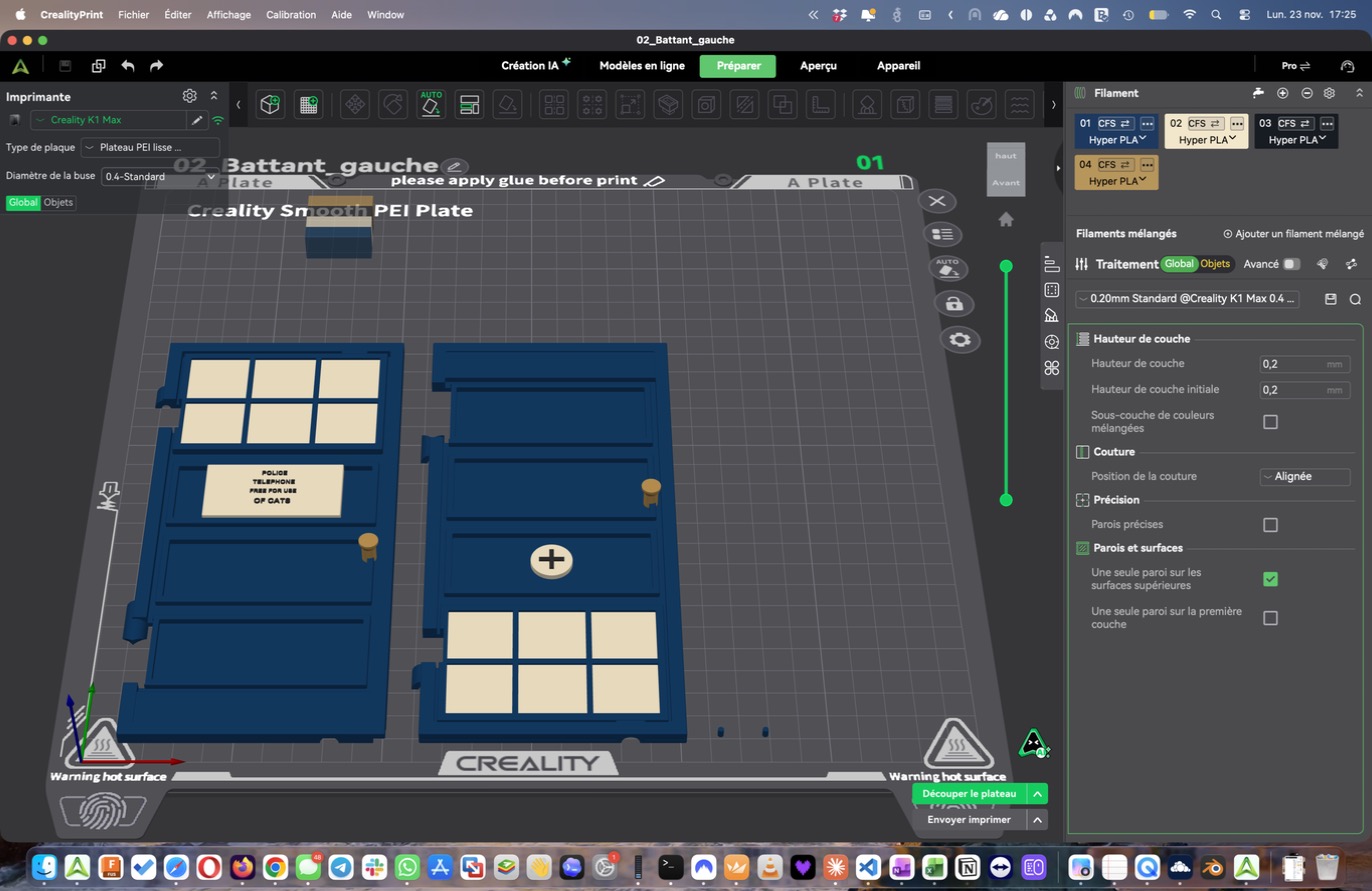 CrealityPrint Fichier Éditer Affichage Calibration Aide Window
7
48
1
Lun. 23 nov. 17:25
02_Battant_gauche
Création IA Modèles en ligne Préparer Aperçu Appareil
Pro
Imprimante
Creality K1 Max
Type de plaque Plateau PEI lisse ...
Diamètre de la base 0.4-Standard
Global Objets
AUTO
02_Battant_gauche
01
A Plate please apply glue before print A Plate
Creality Smooth PEI Plate
haut
Avant
AUTO
POLICE
TELEPHONE
FREE FOR USE
OF CATS
Warning hot surface
CREALITY
Warning hot surface
AI
Découper le plateau
Envoyer imprimer
Filament
01 CFS
Hyper PLA
02 CFS
Hyper PLA
03 CFS
Hyper PLA
04 CFS
Hyper PLA
Filaments mélangés Ajouter un filament mélangé
Traitement Global Objets Avancé
0.20mm Standard @Creality K1 Max 0.4 ...
Hauteur de couche
Hauteur de couche 0,2 mm
Hauteur de couche initiale 0,2 mm
Sous-couche de couleurs
mélangées
Couture
Position de la couture Alignée
Précision
Parois précises
Parois et surfaces
Une seule paroi sur les
surfaces supérieures
Une seule paroi sur la première
couche